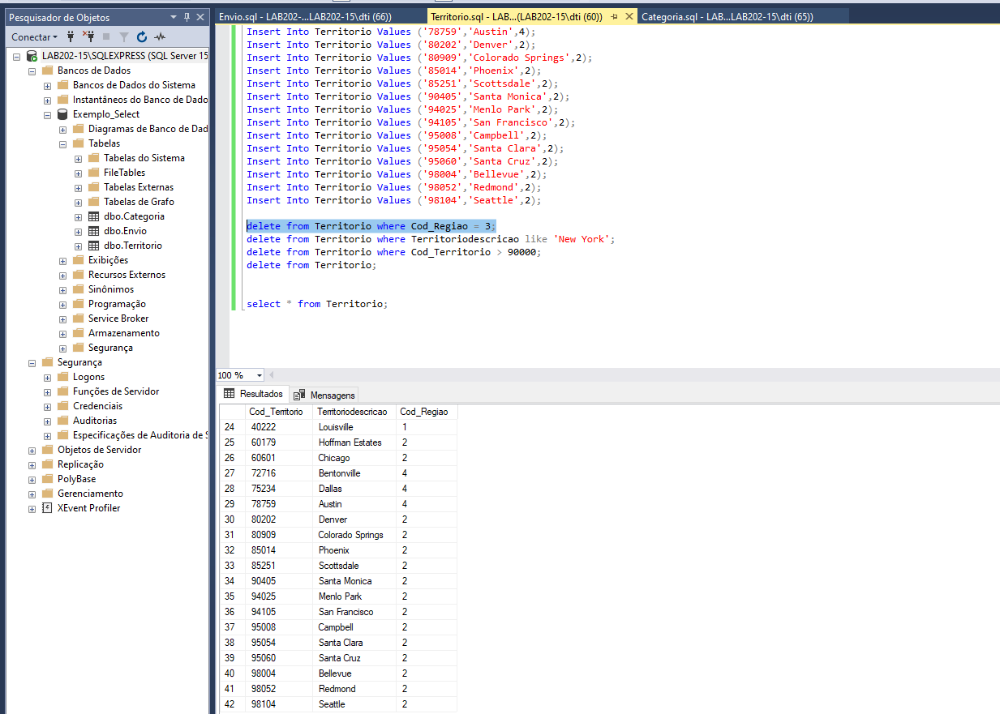 Pesquisador de Objetos
Conectar
LAB202-15\SQLEXPRESS (SQL Server 15
Bancos de Dados
Bancos de Dados do Sistema
Instantâneos do Banco de Dado
Exemplo_Select
Diagramas de Banco de Dad
Tabelas
Tabelas do Sistema
FileTables
Tabelas Externas
Tabelas de Grafo
dbo.Categoria
dbo.Envio
dbo.Territorio
Exibições
Recursos Externos
Sinônimos
Programação
Service Broker
Armazenamento
Segurança
Segurança
Logons
Funções de Servidor
Credenciais
Auditorias
Especificações de Auditoria de S
Objetos de Servidor
Replicação
PolyBase
Gerenciamento
XEvent Profiler
Envio.sql - LAB202-...LAB202-15\dti (66)) Territorio.sql - LAB...(LAB202-15\dti (60)) Categoria.sql - LAB...LAB202-15\dti (65))
Insert Into Territorio Values ('78759','Austin',4);
Insert Into Territorio Values ('80202','Denver',2);
Insert Into Territorio Values ('80909','Colorado Springs',2);
Insert Into Territorio Values ('85014','Phoenix',2);
Insert Into Territorio Values ('85251','Scottsdale',2);
Insert Into Territorio Values ('90405','Santa Monica',2);
Insert Into Territorio Values ('94025','Menlo Park',2);
Insert Into Territorio Values ('94105','San Francisco',2);
Insert Into Territorio Values ('95008','Campbell',2);
Insert Into Territorio Values ('95054','Santa Clara',2);
Insert Into Territorio Values ('95060','Santa Cruz',2);
Insert Into Territorio Values ('98004','Bellevue',2);
Insert Into Territorio Values ('98052','Redmond',2);
Insert Into Territorio Values ('98104','Seattle',2);
delete from Territorio where Cod_Regiao = 3;
delete from Territorio where Territoriodescricao like 'New York';
delete from Territorio where Cod_Territorio > 90000;
delete from Territorio;
select * from Territorio;
100 %
Resultados Mensagens
Cod_Territorio Territoriodescricao Cod_Regiao
24 40222 Louisville 1
25 60179 Hoffman Estates 2
26 60601 Chicago 2
27 72716 Bentonville 4
28 75234 Dallas 4
29 78759 Austin 4
30 80202 Denver 2
31 80909 Colorado Springs 2
32 85014 Phoenix 2
33 85251 Scottsdale 2
34 90405 Santa Monica 2
35 94025 Menlo Park 2
36 94105 San Francisco 2
37 95008 Campbell 2
38 95054 Santa Clara 2
39 95060 Santa Cruz 2
40 98004 Bellevue 2
41 98052 Redmond 2
42 98104 Seattle 2